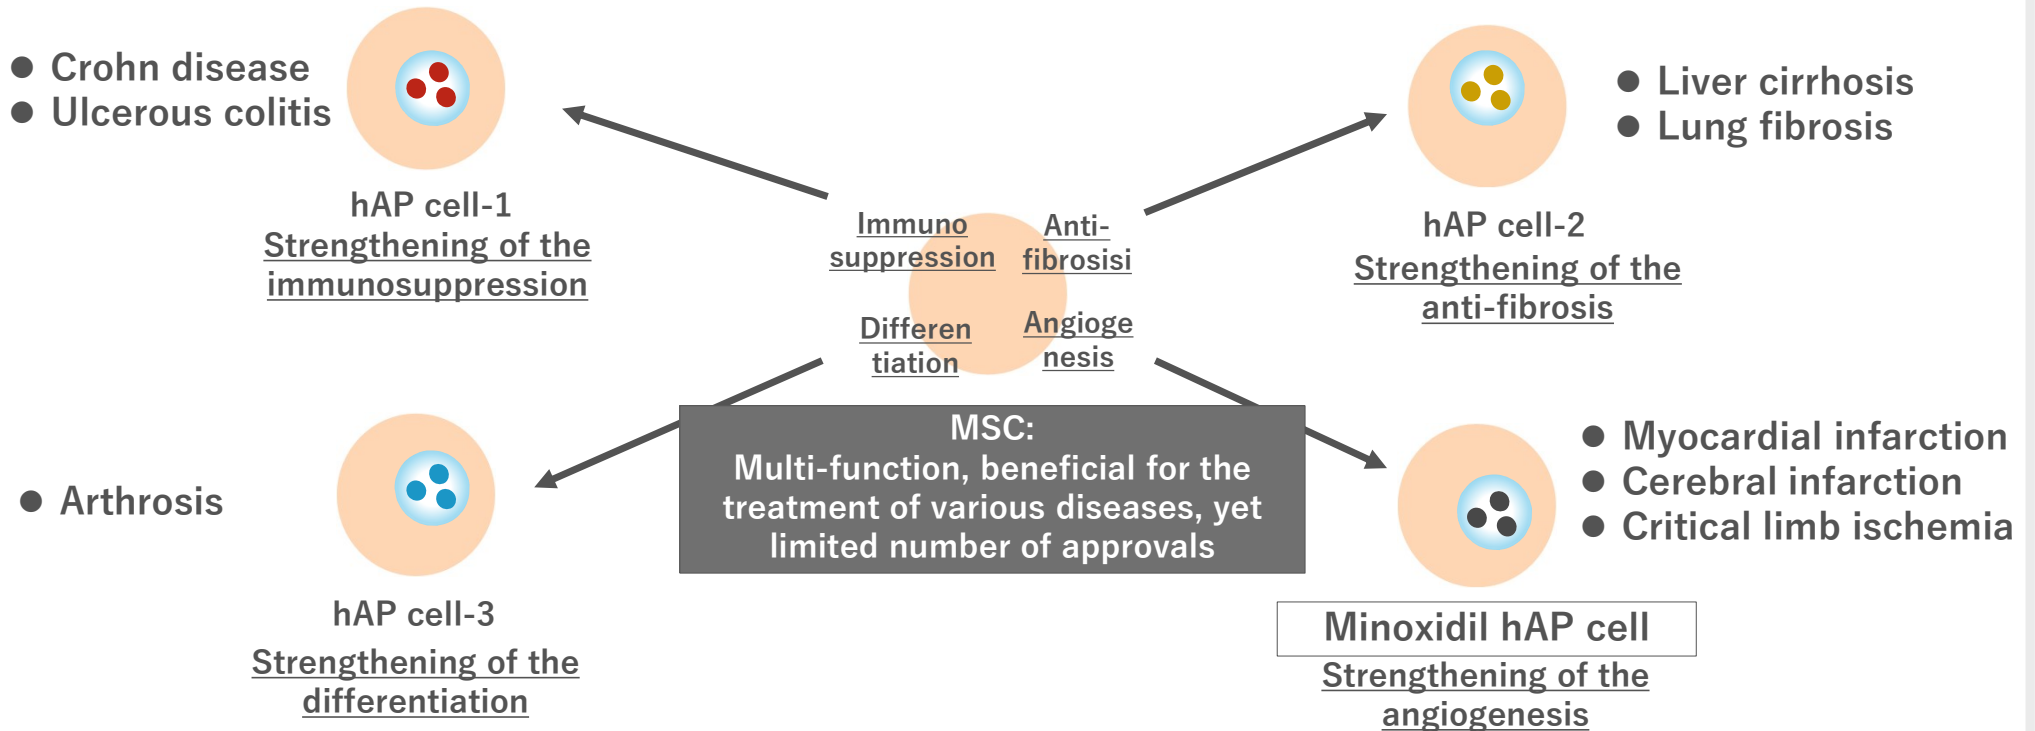 ● Crohn disease
● Ulcerous colitis
hAP cell-1
Strengthening of the
immunosuppression
Immuno
suppression
Anti-
fibrosisi
Differen
tiation
Angioge
nesis
● Liver cirrhosis
● Lung fibrosis
hAP cell-2
Strengthening of the
anti-fibrosis
MSC:
Multi-function, beneficial for the
treatment of various diseases, yet
limited number of approvals
● Arthrosis
hAP cell-3
Strengthening of the
differentiation
● Myocardial infarction
● Cerebral infarction
● Critical limb ischemia
Minoxidil hAP cell
Strengthening of the
angiogenesis